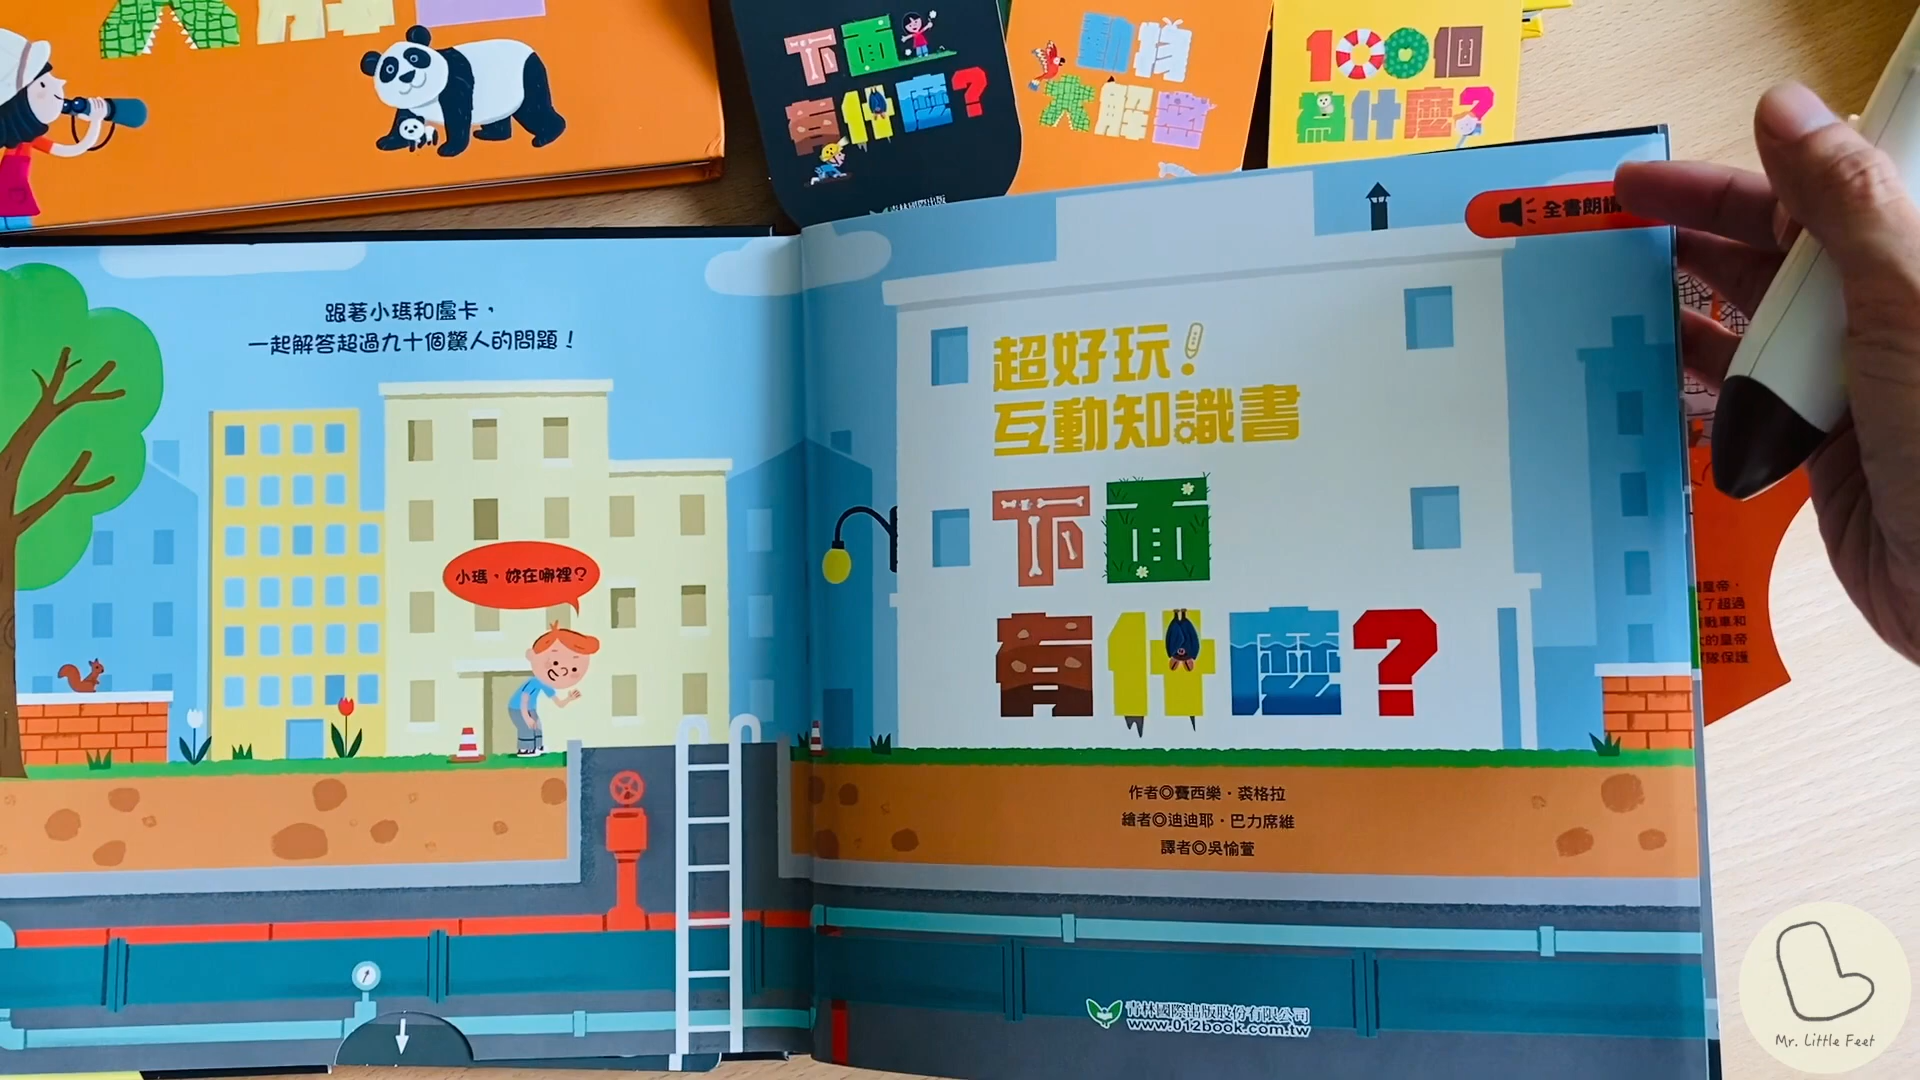 下面
有什麼?
動物
大解密
100個
為什麼?
全書朗讀
跟著小瑪和盧卡，
一起解答超過九十個驚人的問題！
小瑪，妳在哪裡？
超好玩！
互動知識書
下面
有什麼?
作者◎賽西樂．裘格拉
繪者◎迪迪耶．巴力席維
譯者◎吳愉萱
青林國際出版股份有限公司
www.012book.com.tw
Mr. Little Feet